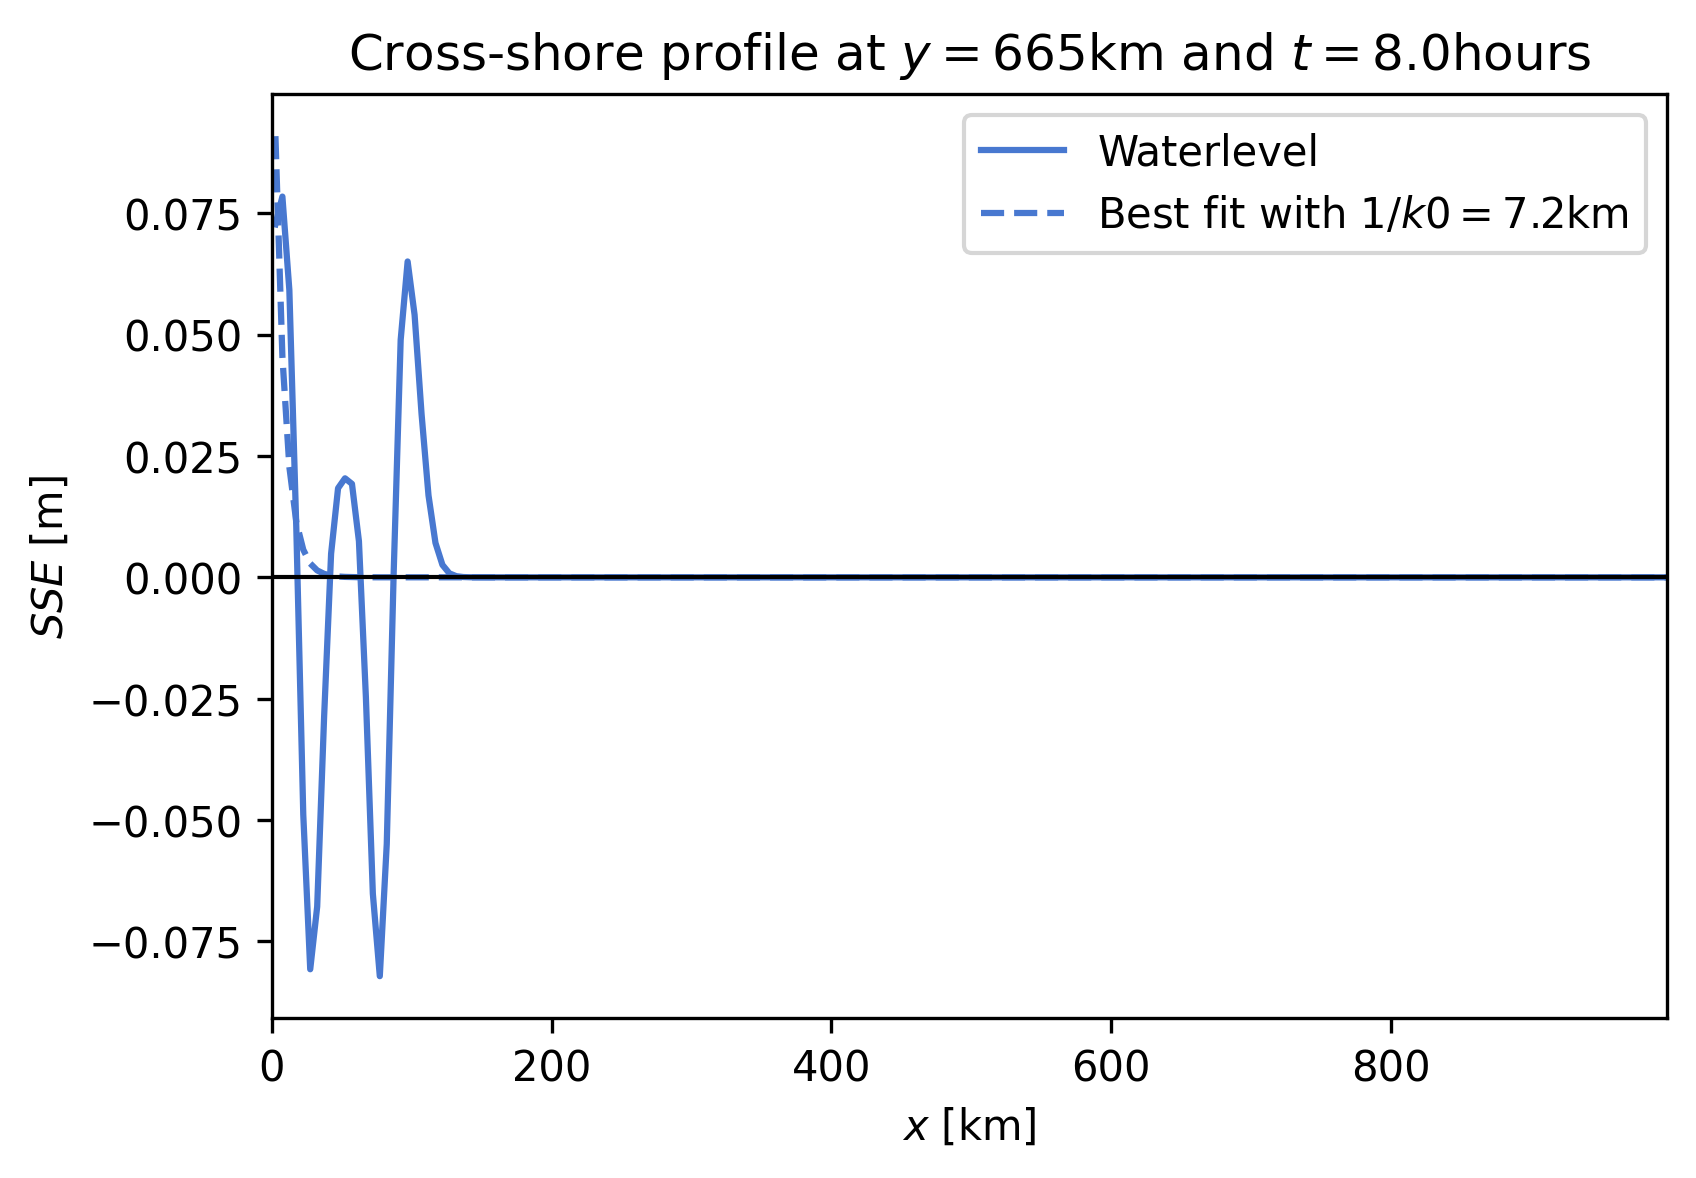 Cross-shore profile at y = 665km and t = 8.0hours
Waterlevel
Best fit with 1/k0 = 7.2km
0.075
0.050
0.025
0.000
−0.025
−0.050
−0.075
SSE [m]
0 200 400 600 800
x [km]